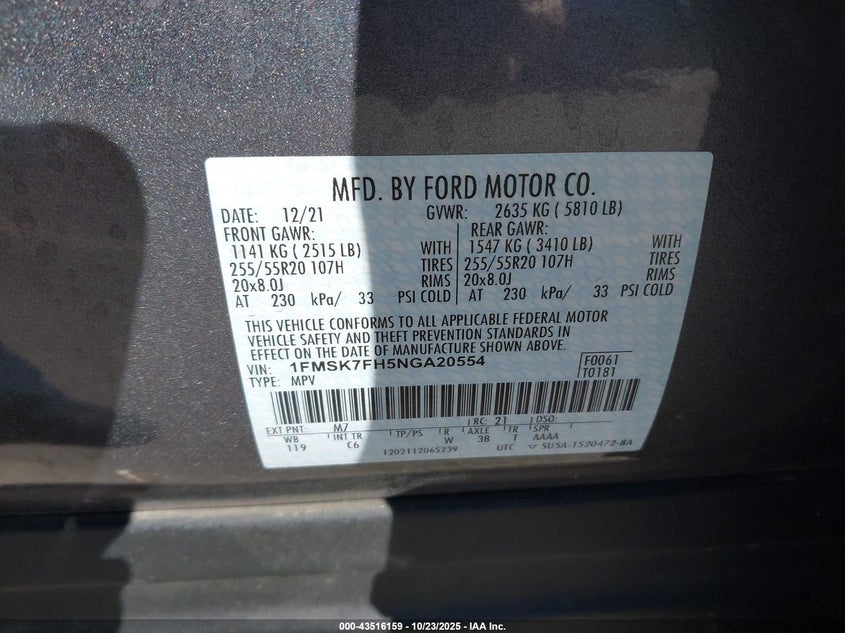 MFD. BY FORD MOTOR CO.
DATE: 12/21 GVWR: 2635 KG ( 5810 LB)
FRONT GAWR: REAR GAWR:
1141 KG ( 2515 LB) WITH 1547 KG ( 3410 LB) WITH
255/55R20 107H TIRES 255/55R20 107H TIRES
20x8.0J RIMS 20x8.0J RIMS
AT 230 kPa/ 33 PSI COLD AT 230 kPa/ 33 PSI COLD
THIS VEHICLE CONFORMS TO ALL APPLICABLE FEDERAL MOTOR
VEHICLE SAFETY AND THEFT PREVENTION STANDARDS IN
EFFECT ON THE DATE OF MANUFACTURE SHOWN ABOVE.
VIN: 1FMSK7FH5NGA20554 F0061
TYPE: MPV T0181
EXT PNT: M7 RC: 21 DSO:
WB INT TR TP/PS R AXLE TR SPR
119 C6 W 3B T AAAA
1202112065239 UTC 5U5A-1520472-8A
000-43516159 - 10/23/2025 - IAA Inc.